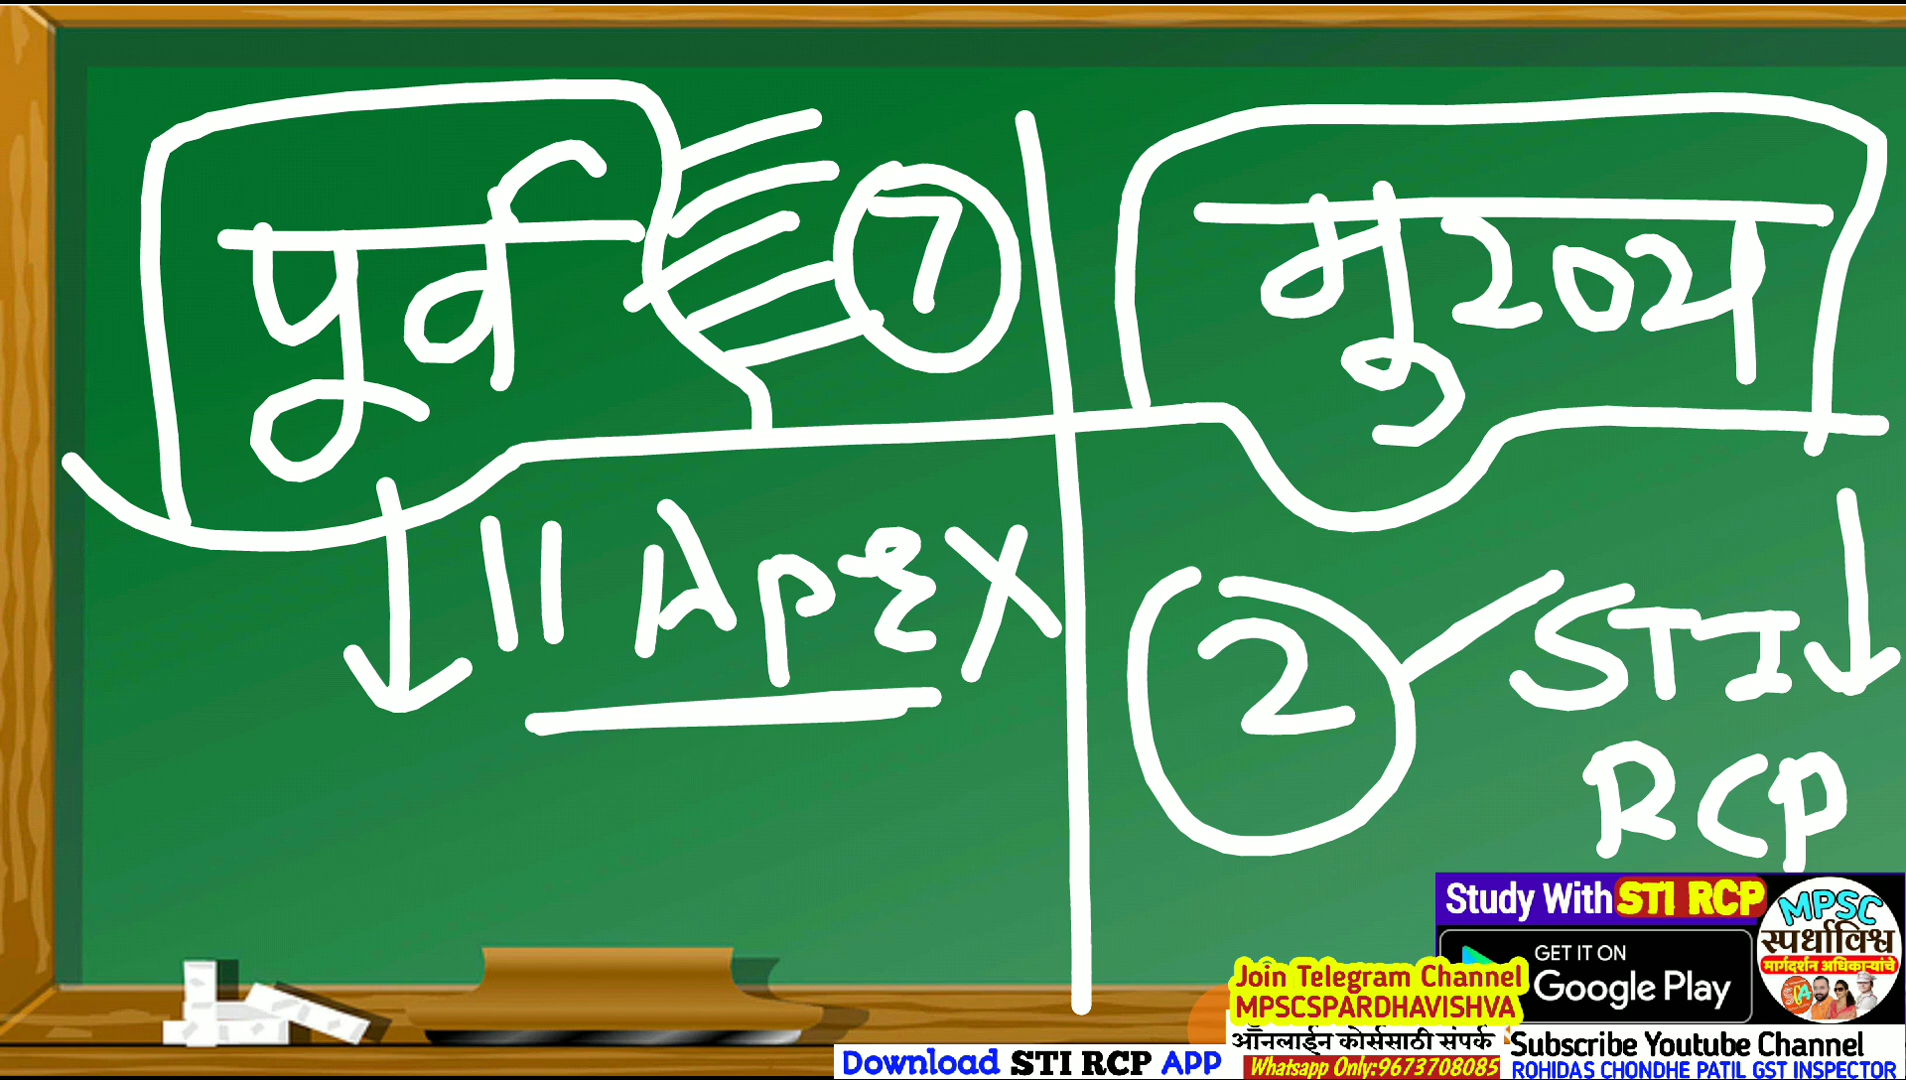 पूर्व 7
मुख्य
11 Apex
2 STI
RCP
Study With STI RCP
MPSC
स्पर्धाविश्व
मार्गदर्शन अधिकाऱ्यांचे
GET IT ON
Google Play
Join Telegram Channel
MPSCSPARDHAVISHVA
ऑनलाईन कोर्ससाठी संपर्क
Whatsapp Only:9673708085
Download STI RCP APP
Subscribe Youtube Channel
ROHIDAS CHONDHE PATIL GST INSPECTOR